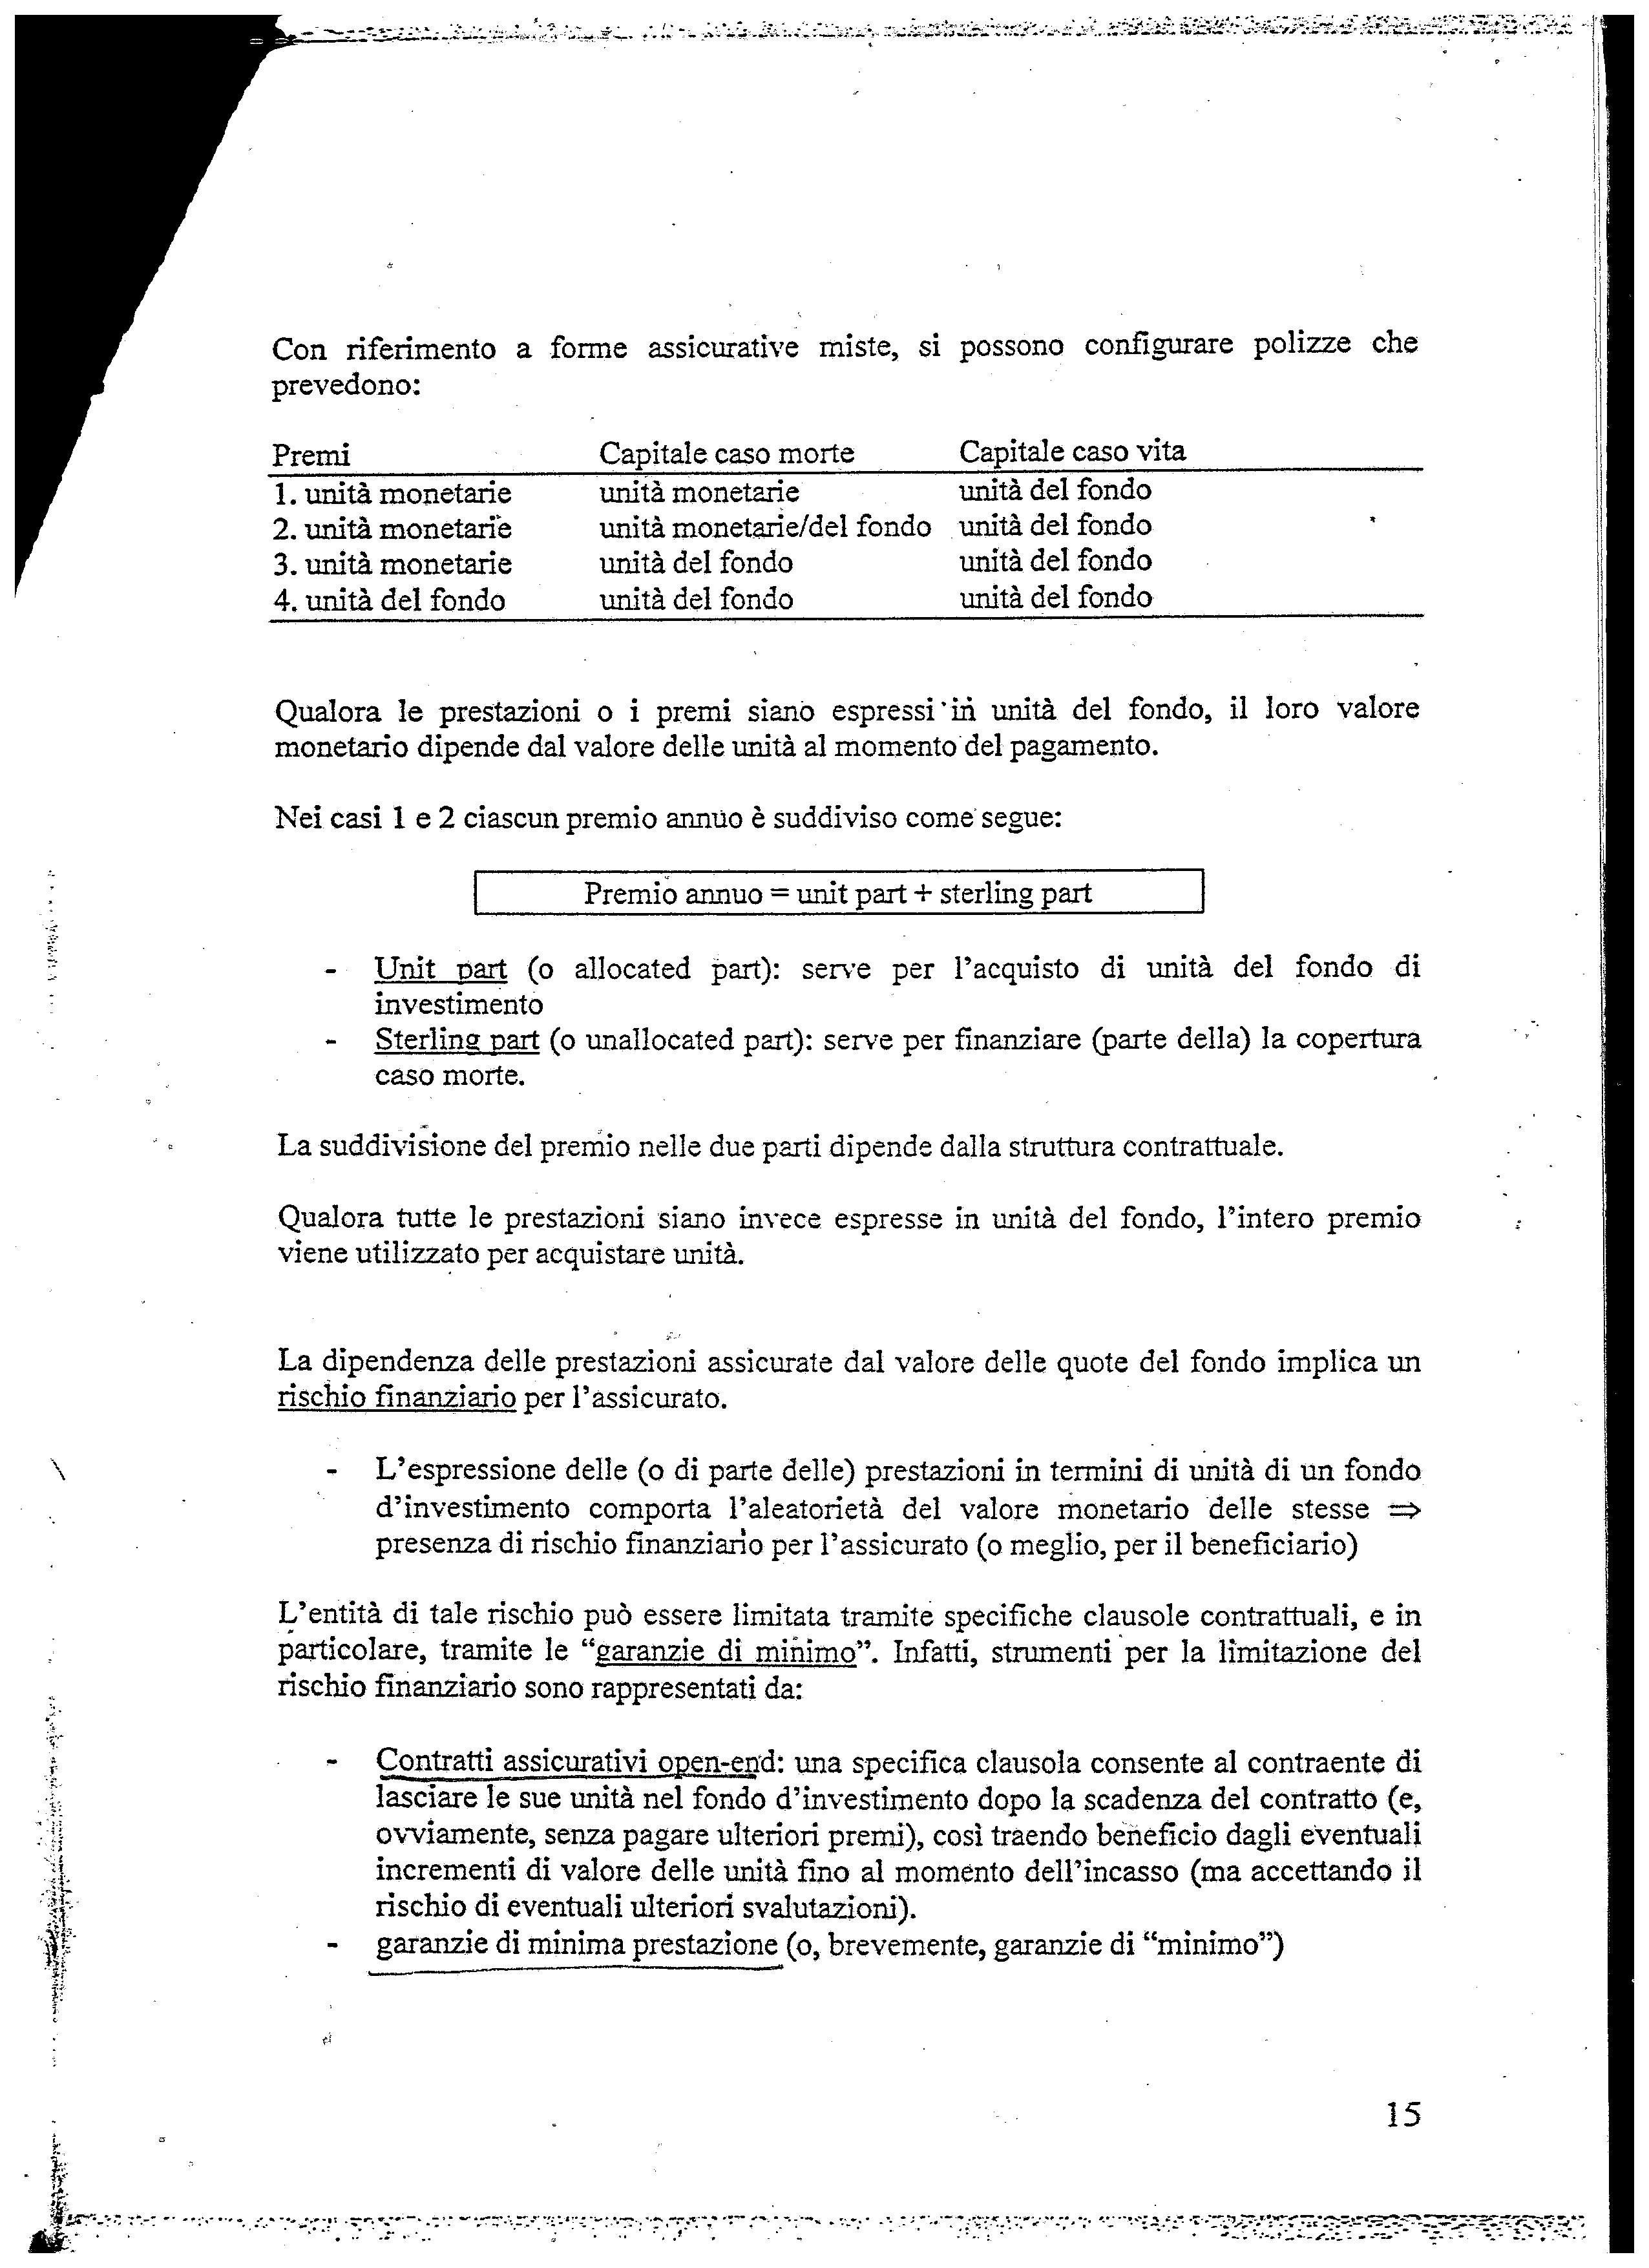 Con riferimento a forme assicurative miste, si possono configurare polizze che
prevedono:
Premi Capitale caso morte Capitale caso vita
1. unità monetarie unità monetarie unità del fondo
2. unità monetarie unità monetarie/del fondo unità del fondo
3. unità monetarie unità del fondo unità del fondo
4. unità del fondo unità del fondo unità del fondo
Qualora le prestazioni o i premi siano espressi in unità del fondo, il loro valore
monetario dipende dal valore delle unità al momento del pagamento.
Nei casi 1 e 2 ciascun premio annuo è suddiviso come segue:
Premio annuo = unit part + sterling part
- Unit part (o allocated part): serve per l'acquisto di unità del fondo di
investimento
- Sterling part (o unallocated part): serve per finanziare (parte della) la copertura
caso morte.
La suddivisione del premio nelle due parti dipende dalla struttura contrattuale.
Qualora tutte le prestazioni siano invece espresse in unità del fondo, l'intero premio
viene utilizzato per acquistare unità.
La dipendenza delle prestazioni assicurate dal valore delle quote del fondo implica un
rischio finanziario per l'assicurato.
- L'espressione delle (o di parte delle) prestazioni in termini di unità di un fondo
d'investimento comporta l'aleatorietà del valore monetario delle stesse ⇒
presenza di rischio finanziario per l'assicurato (o meglio, per il beneficiario)
L'entità di tale rischio può essere limitata tramite specifiche clausole contrattuali, e in
particolare, tramite le “garanzie di minimo”. Infatti, strumenti per la limitazione del
rischio finanziario sono rappresentati da:
- Contratti assicurativi open-end: una specifica clausola consente al contraente di
lasciare le sue unità nel fondo d'investimento dopo la scadenza del contratto (e,
ovviamente, senza pagare ulteriori premi), così traendo beneficio dagli eventuali
incrementi di valore delle unità fino al momento dell'incasso (ma accettando il
rischio di eventuali ulteriori svalutazioni).
- garanzie di minima prestazione (o, brevemente, garanzie di “minimo”)
15